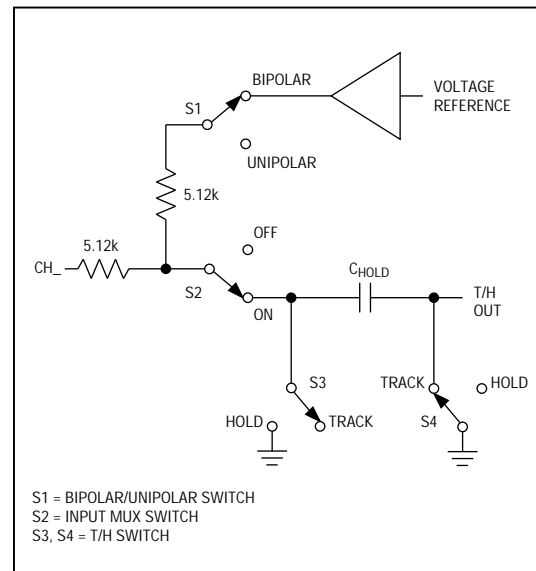 BIPOLAR
VOLTAGE
REFERENCE
S1
UNIPOLAR
5.12k
5.12k
OFF
CH_
S2
ON
CHOLD
T/H
OUT
S3
TRACK
HOLD
HOLD
TRACK
S4
S1 = BIPOLAR/UNIPOLAR SWITCH
S2 = INPUT MUX SWITCH
S3, S4 = T/H SWITCH